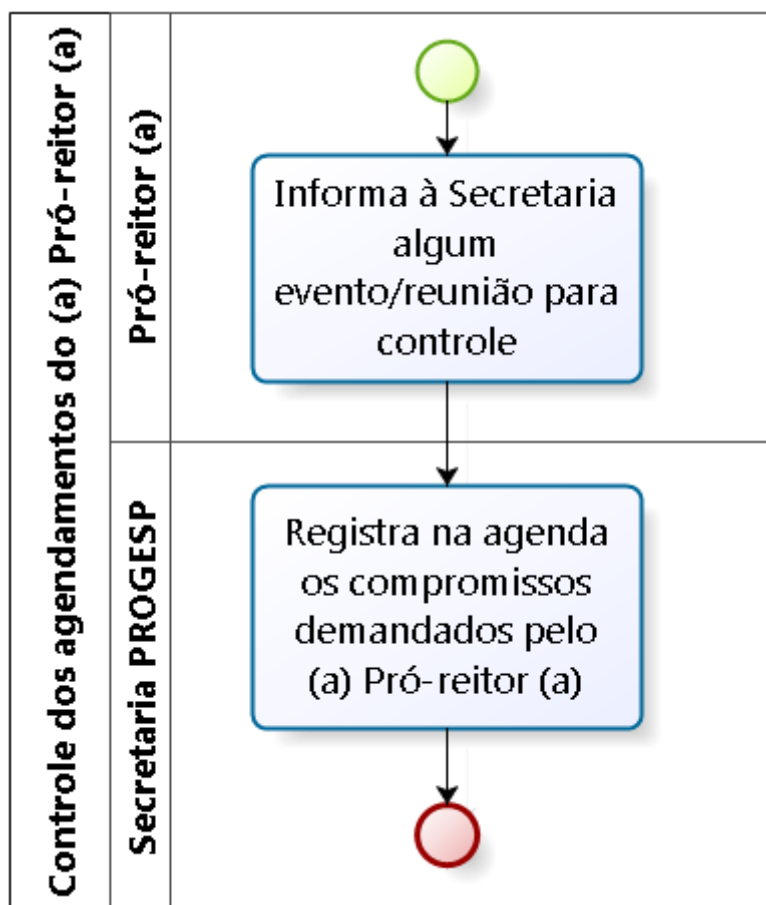 Controle dos agendamentos do (a) Pró-reitor (a)
Pró-reitor (a)
Informa à Secretaria
algum
evento/reunião para
controle
Secretaria PROGESP
Registra na agenda
os compromissos
demandados pelo
(a) Pró-reitor (a)